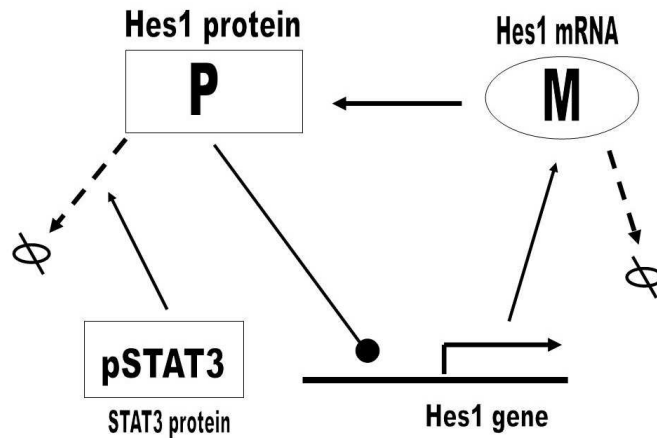 Hes1 protein
Hes1 mRNA
P
M
pSTAT3
STAT3 protein
Hes1 gene